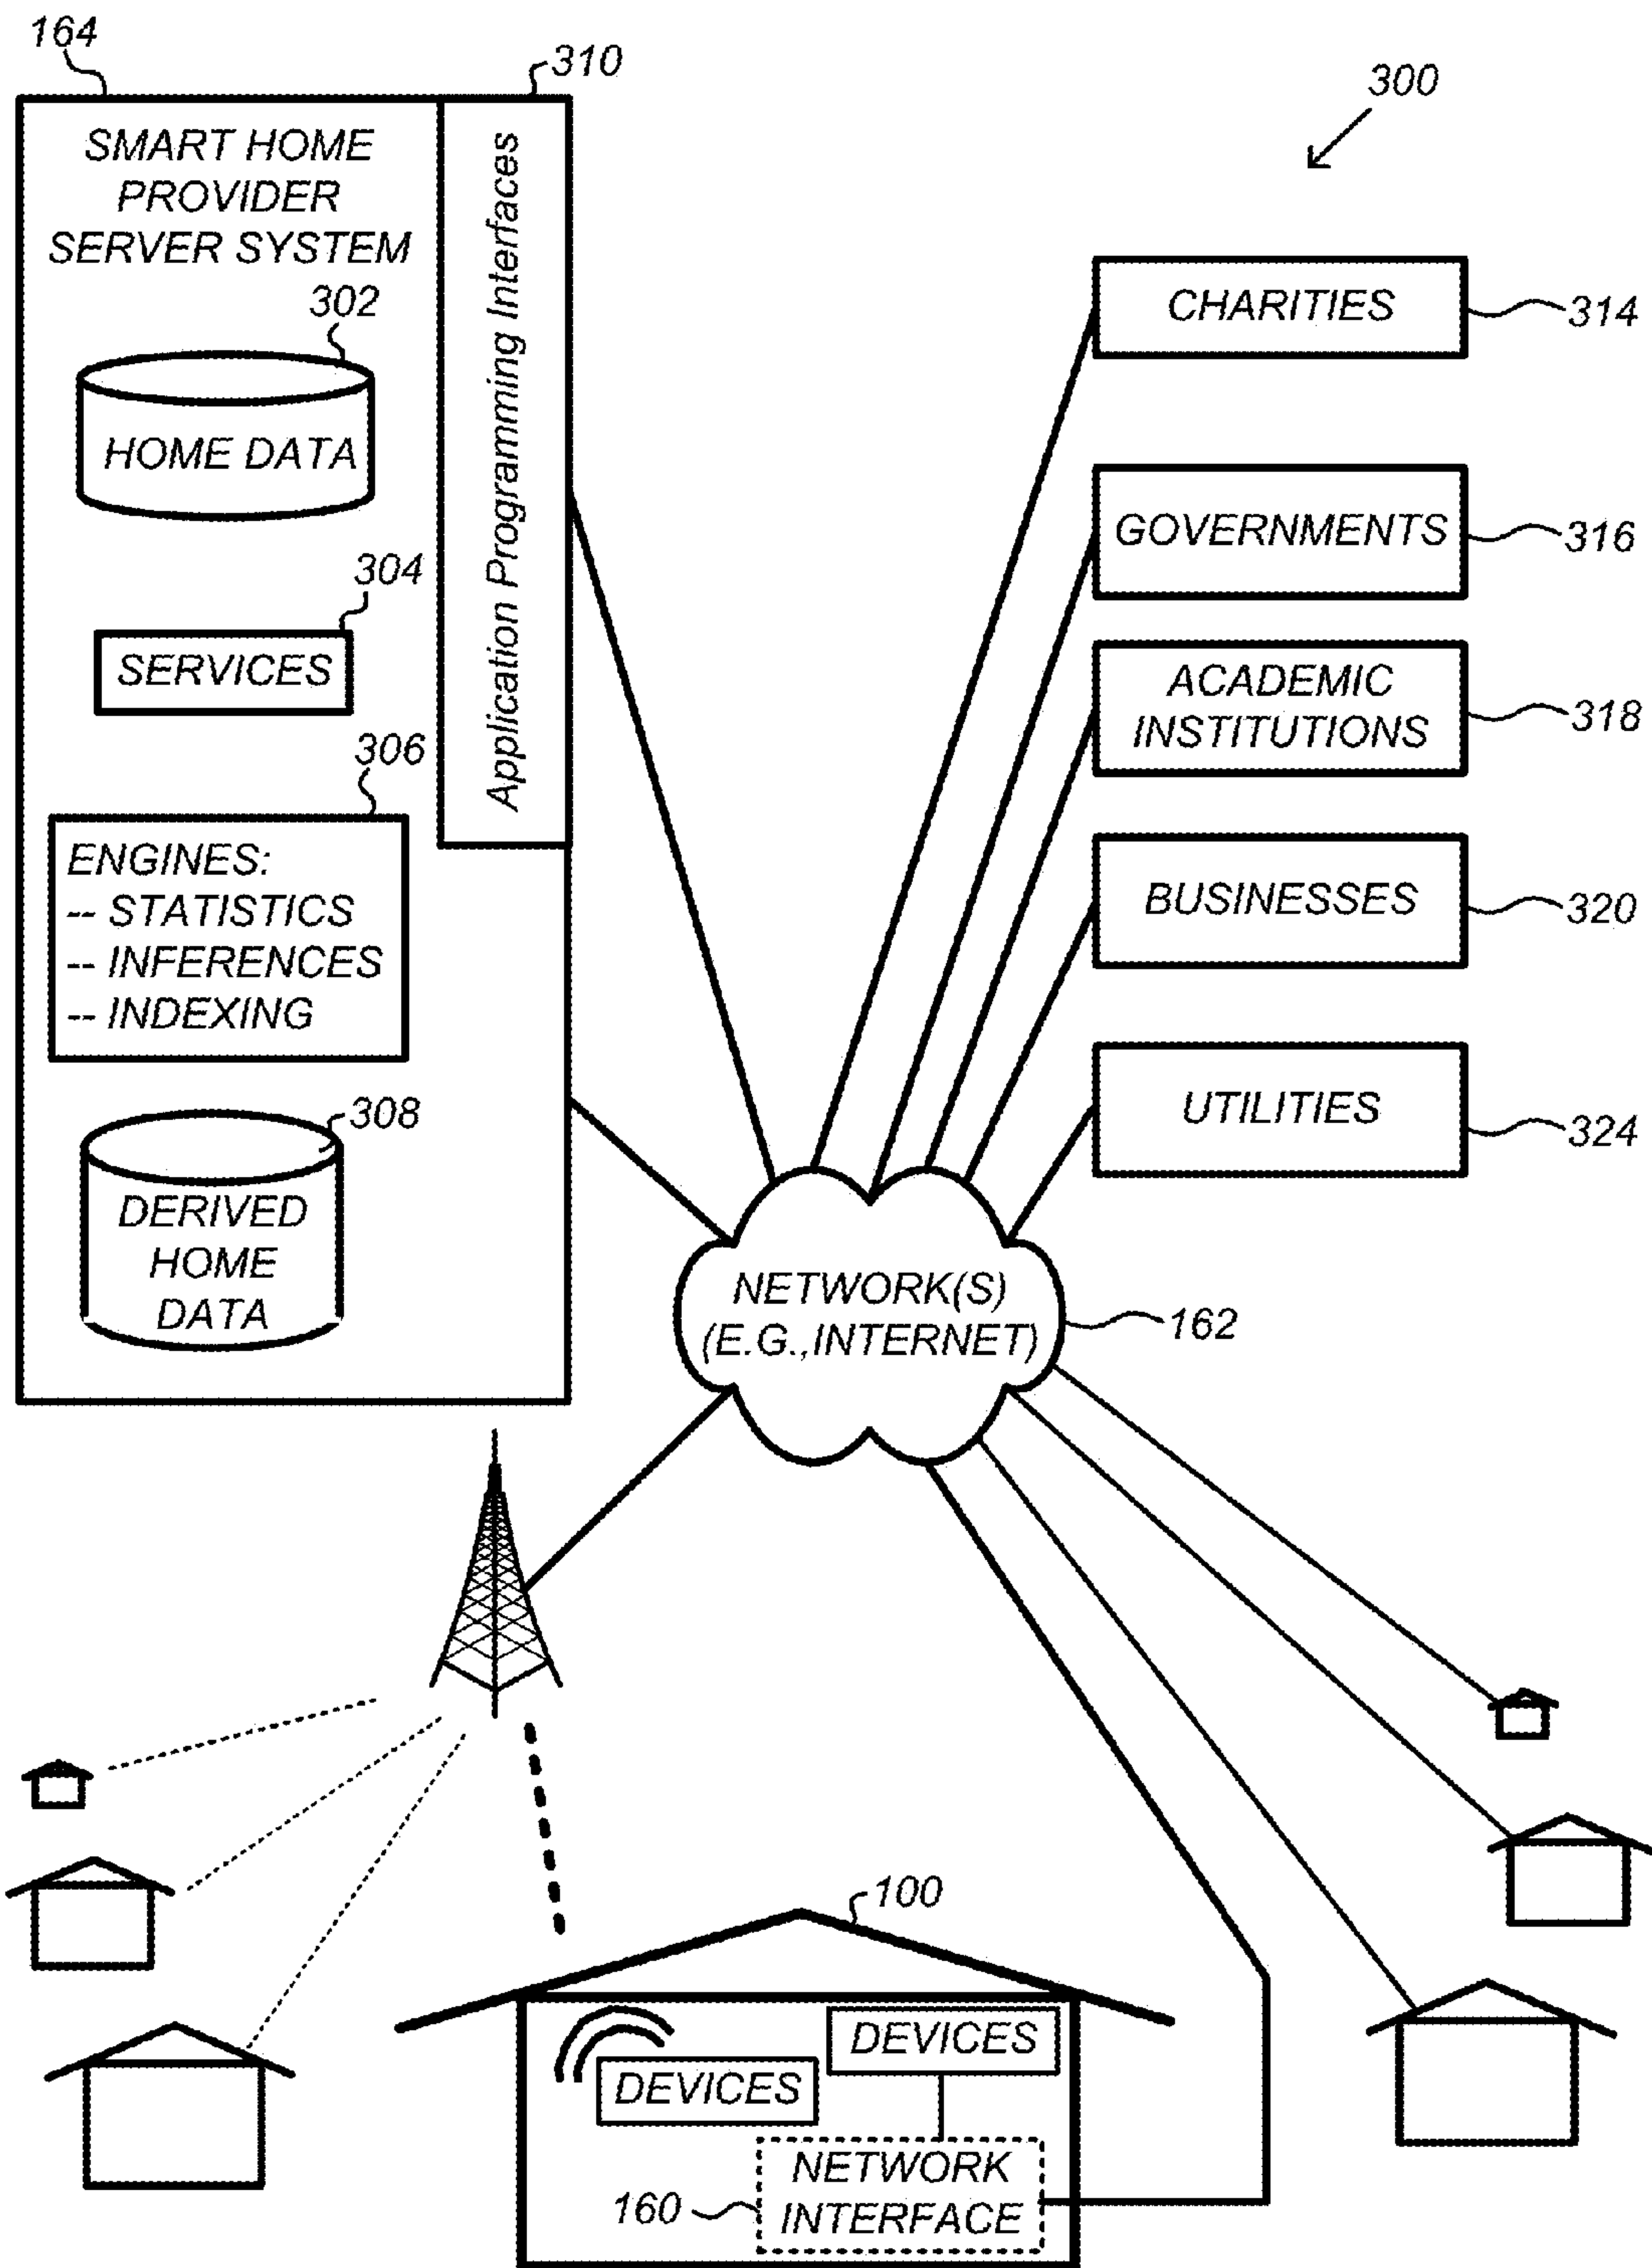 164
310
300
SMART HOME
PROVIDER
SERVER SYSTEM
Application Programming Interfaces
302
HOME DATA
304
SERVICES
306
ENGINES:
-- STATISTICS
-- INFERENCES
-- INDEXING
308
DERIVED
HOME
DATA
CHARITIES
314
GOVERNMENTS
316
ACADEMIC
INSTITUTIONS
318
BUSINESSES
320
UTILITIES
324
NETWORK(S)
(E.G.,INTERNET)
162
100
DEVICES
DEVICES
NETWORK
INTERFACE
160